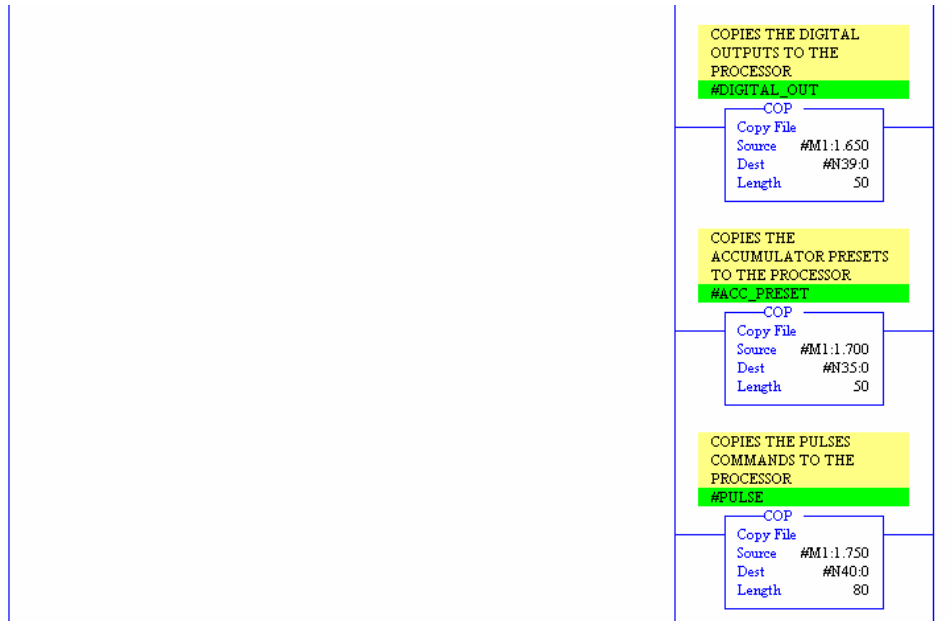 COPIES THE DIGITAL
OUTPUTS TO THE
PROCESSOR
#DIGITAL_OUT
COP
Copy File
Source #M1:1.650
Dest #N39:0
Length 50
COPIES THE
ACCUMULATOR PRESETS
TO THE PROCESSOR
#ACC_PRESET
COP
Copy File
Source #M1:1.700
Dest #N35:0
Length 50
COPIES THE PULSES
COMMANDS TO THE
PROCESSOR
#PULSE
COP
Copy File
Source #M1:1.750
Dest #N40:0
Length 80